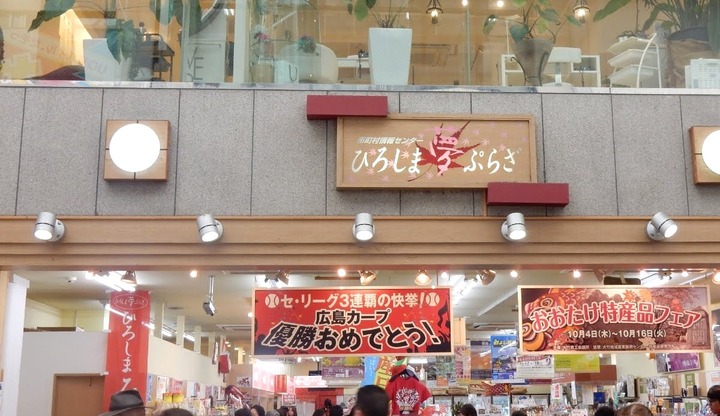 市町村情報センター
ひろしま夢ぷらざ
セ・リーグ3連覇の快挙!
広島カープ
優勝おめでとう!
おおたけ特産品フェア
10月4日(木)~10月16日(火)
ひろしま